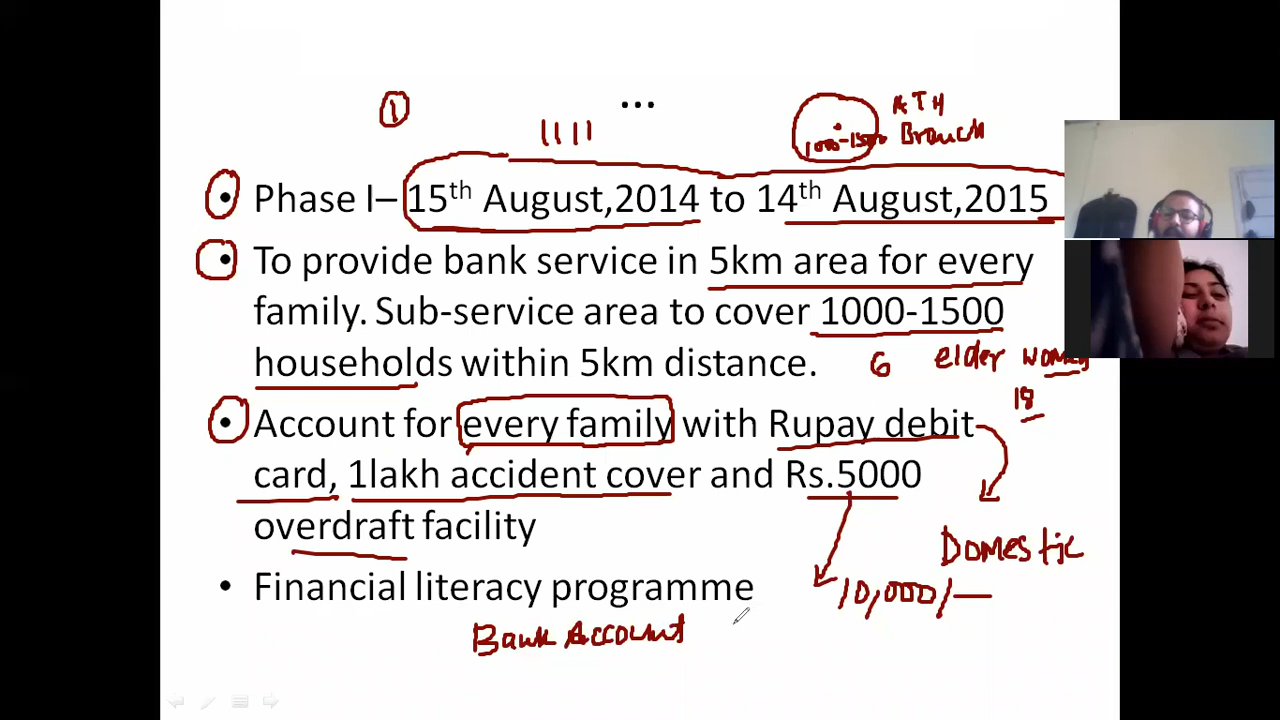 ①
...
ATM
Branch
1000-1500
• Phase I– 15th August,2014 to 14th August,2015
• To provide bank service in 5km area for every
family. Sub-service area to cover 1000-1500
households within 5km distance.
6 elder women
18
• Account for every family with Rupay debit
card, 1lakh accident cover and Rs.5000
overdraft facility
Domestic
• Financial literacy programme
10,000/—
Bank Account